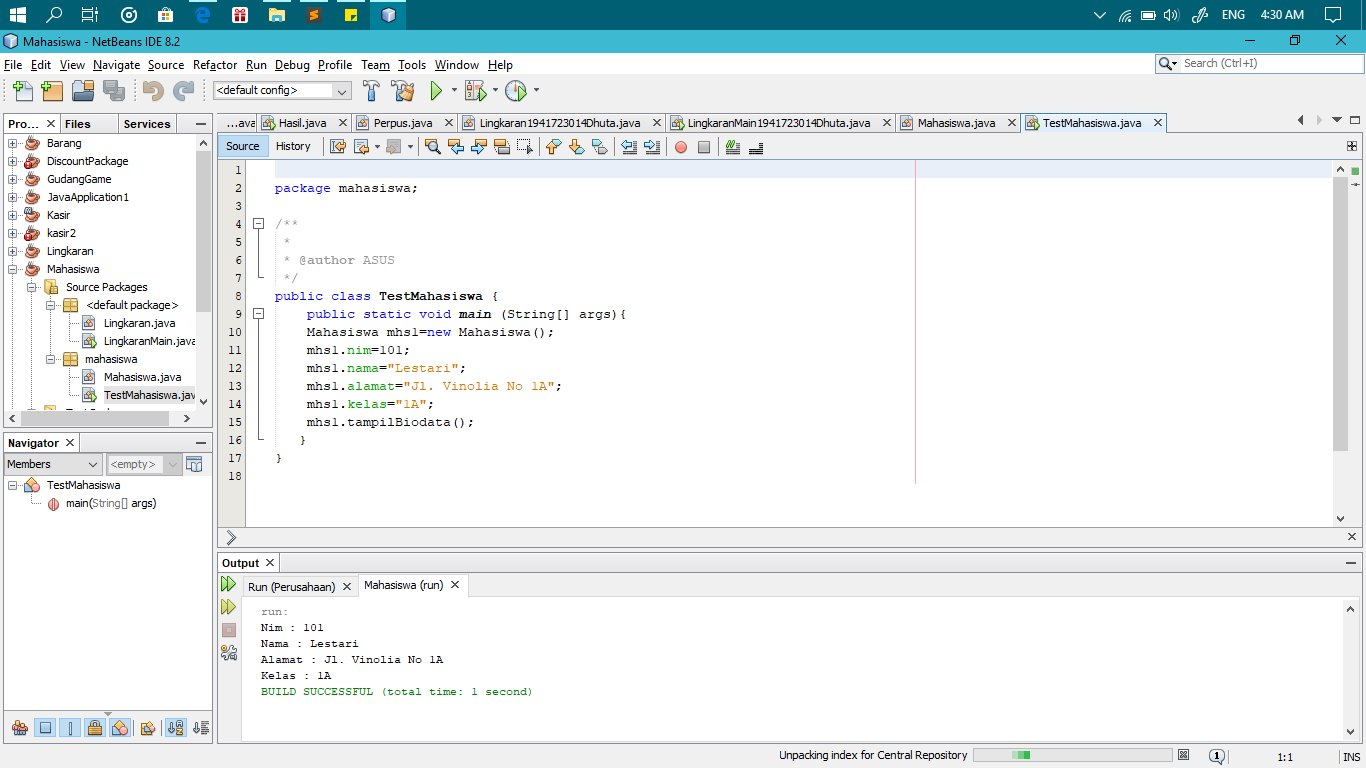 ENG 4:30 AM
Mahasiswa - NetBeans IDE 8.2
File Edit View Navigate Source Refactor Run Debug Profile Team Tools Window Help
Search (Ctrl+I)
<default config>
Pro... Files Services
...ava Hasil.java Perpus.java Lingkaran1941723014Dhuta.java LingkaranMain1941723014Dhuta.java Mahasiswa.java TestMahasiswa.java
Source History
Barang
DiscountPackage
GudangGame
JavaApplication1
Kasir
kasir2
Lingkaran
Mahasiswa
Source Packages
<default package>
Lingkaran.java
LingkaranMain.java
mahasiswa
Mahasiswa.java
TestMahasiswa.jav
Navigator
Members <empty>
TestMahasiswa
main(String[] args)
1
2 package mahasiswa;
3
4 /**
5 *
6 * @author ASUS
7 */
8 public class TestMahasiswa {
9 public static void main (String[] args){
10 Mahasiswa mhs1=new Mahasiswa();
11 mhs1.nim=101;
12 mhs1.nama="Lestari";
13 mhs1.alamat="Jl. Vinolia No 1A";
14 mhs1.kelas="1A";
15 mhs1.tampilBiodata();
16 }
17 }
18
Output
Run (Perusahaan) Mahasiswa (run)
run:
Nim : 101
Nama : Lestari
Alamat : Jl. Vinolia No 1A
Kelas : 1A
BUILD SUCCESSFUL (total time: 1 second)
Unpacking index for Central Repository 1 1:1 INS